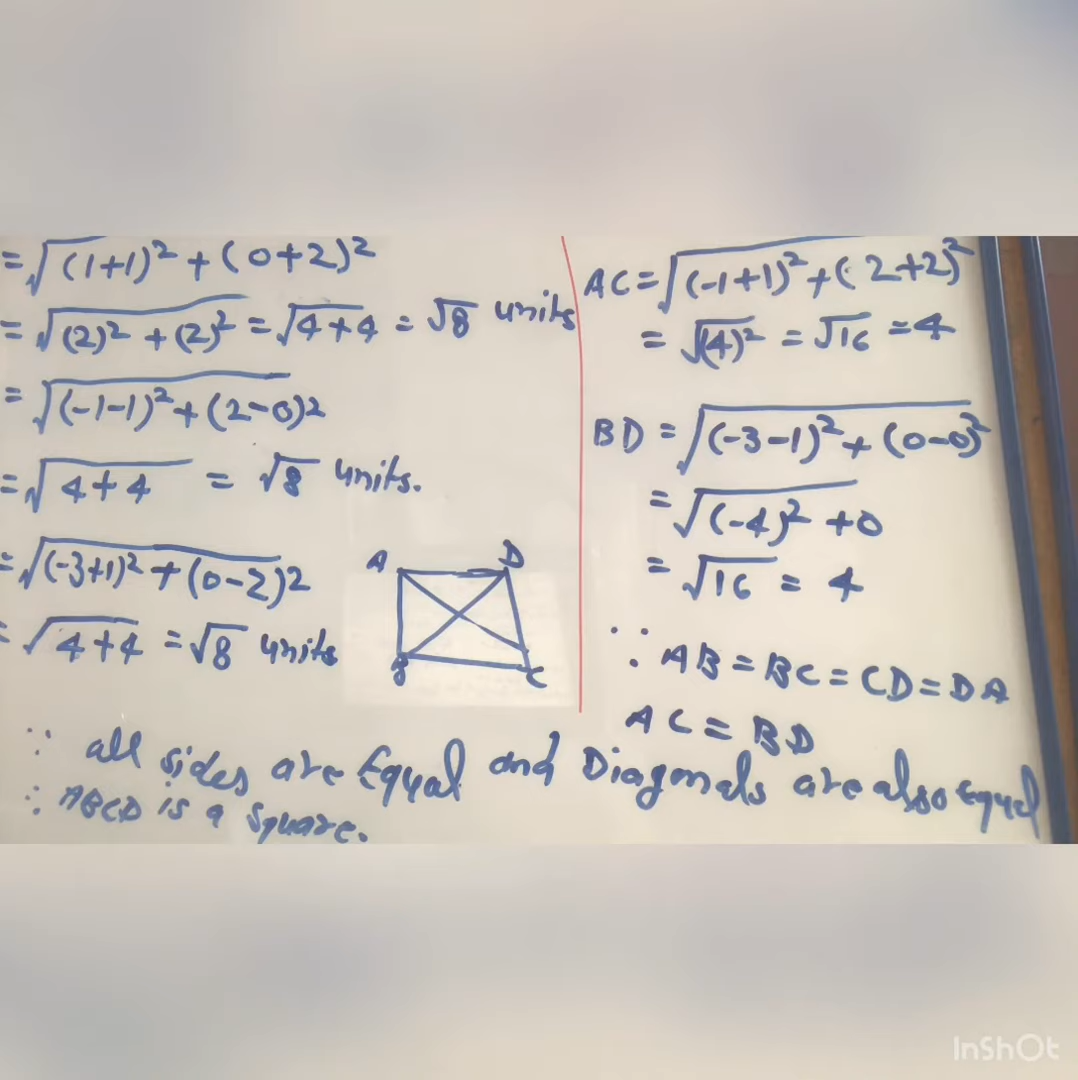 =√(1+1)²+(0+2)²
=√(2)²+(2)² =√4+4 = √8 units
=√(-1-1)²+(2-0)2
=√4+4 = √8 units.
=√(-3+1)²+(0-2)2
=√4+4 =√8 units
A D
B C
AC=√(-1+1)²+(2+2)²
= √(4)² = √16 =4
BD =√(-3-1)²+(0-0)²
=√(-4)²+0
= √16 = 4
∵ AB=BC=CD=DA
AC=BD
∵ all sides are Equal and Diagonals are also Equal
∴ ABCD is a Square.
InShOt